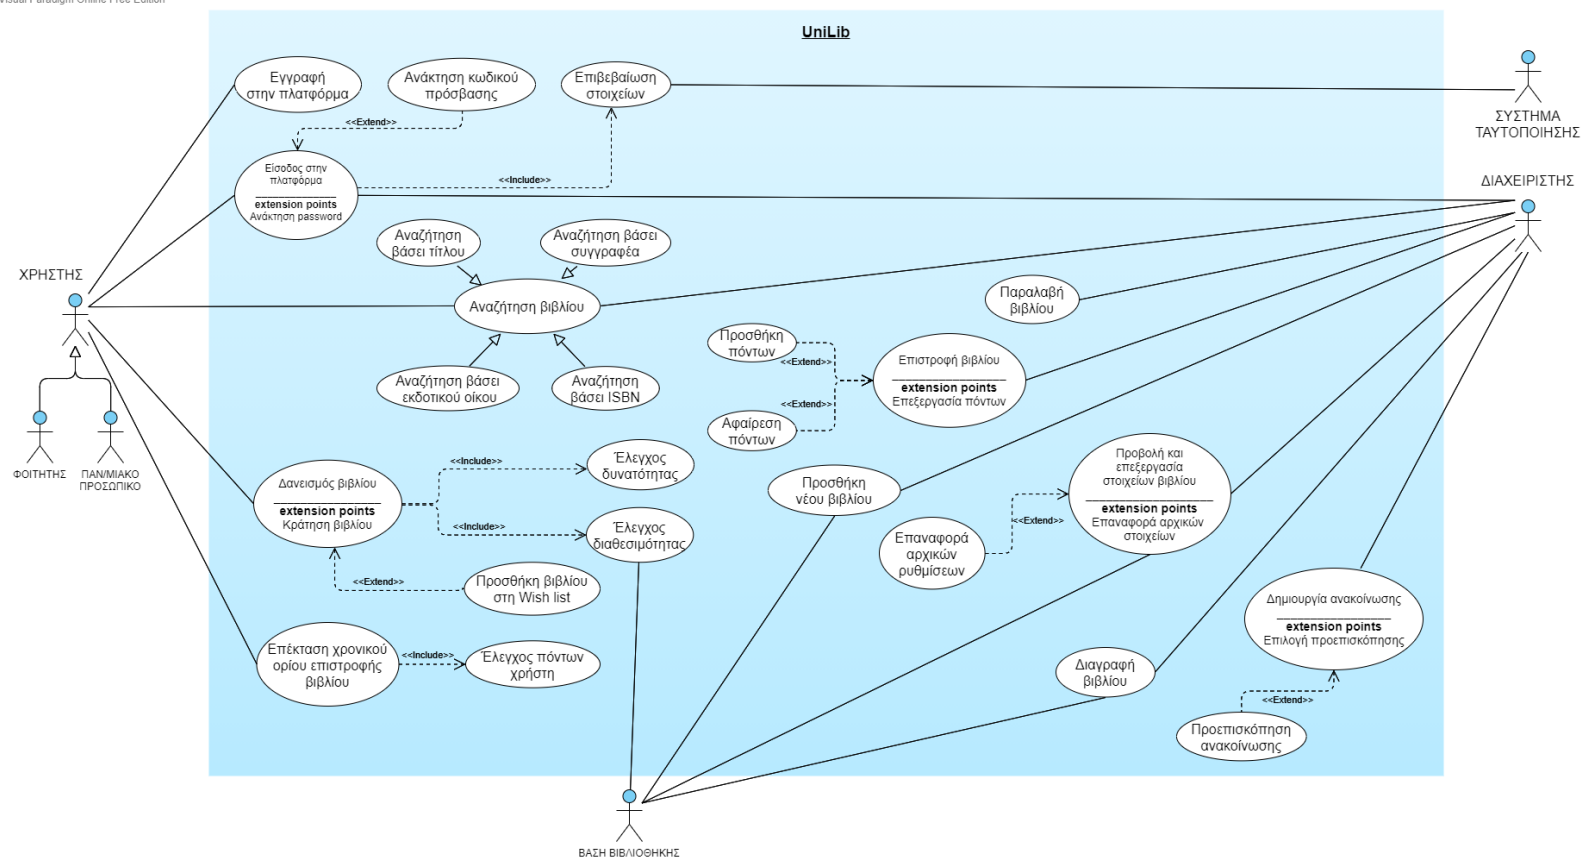 Visual Paradigm Online Free Edition
UniLib
Εγγραφή
στην πλατφόρμα
Ανάκτηση κωδικού
πρόσβασης
Επιβεβαίωση
στοιχείων
ΣΥΣΤΗΜΑ
ΤΑΥΤΟΠΟΙΗΣΗΣ
<<Extend>>
Είσοδος στην
πλατφόρμα
extension points
Ανάκτηση password
<<Include>>
ΔΙΑΧΕΙΡΙΣΤΗΣ
Αναζήτηση
βάσει τίτλου
Αναζήτηση βάσει
συγγραφέα
ΧΡΗΣΤΗΣ
Αναζήτηση βιβλίου
Παραλαβή
βιβλίου
Αναζήτηση βάσει
εκδοτικού οίκου
Αναζήτηση
βάσει ISBN
Προσθήκη
πόντων
<<Extend>>
Επιστροφή βιβλίου
extension points
Επεξεργασία πόντων
<<Extend>>
Αφαίρεση
πόντων
ΦΟΙΤΗΤΗΣ
ΠΑΝ/ΜΙΑΚΟ
ΠΡΟΣΩΠΙΚΟ
Δανεισμός βιβλίου
extension points
Κράτηση βιβλίου
<<Include>>
Έλεγχος
δυνατότητας
<<Include>>
Έλεγχος
διαθεσιμότητας
Προσθήκη
νέου βιβλίου
Προβολή και
επεξεργασία
στοιχείων βιβλίου
extension points
Επαναφορά αρχικών
στοιχείων
<<Extend>>
Επαναφορά
αρχικών
ρυθμίσεων
<<Extend>>
Προσθήκη βιβλίου
στη Wish list
Δημιουργία ανακοίνωσης
extension points
Επιλογή προεπισκόπησης
Επέκταση χρονικού
ορίου επιστροφής
βιβλίου
<<Include>>
Έλεγχος πόντων
χρήστη
Διαγραφή
βιβλίου
<<Extend>>
Προεπισκόπηση
ανακοίνωσης
ΒΑΣΗ ΒΙΒΛΙΟΘΗΚΗΣ